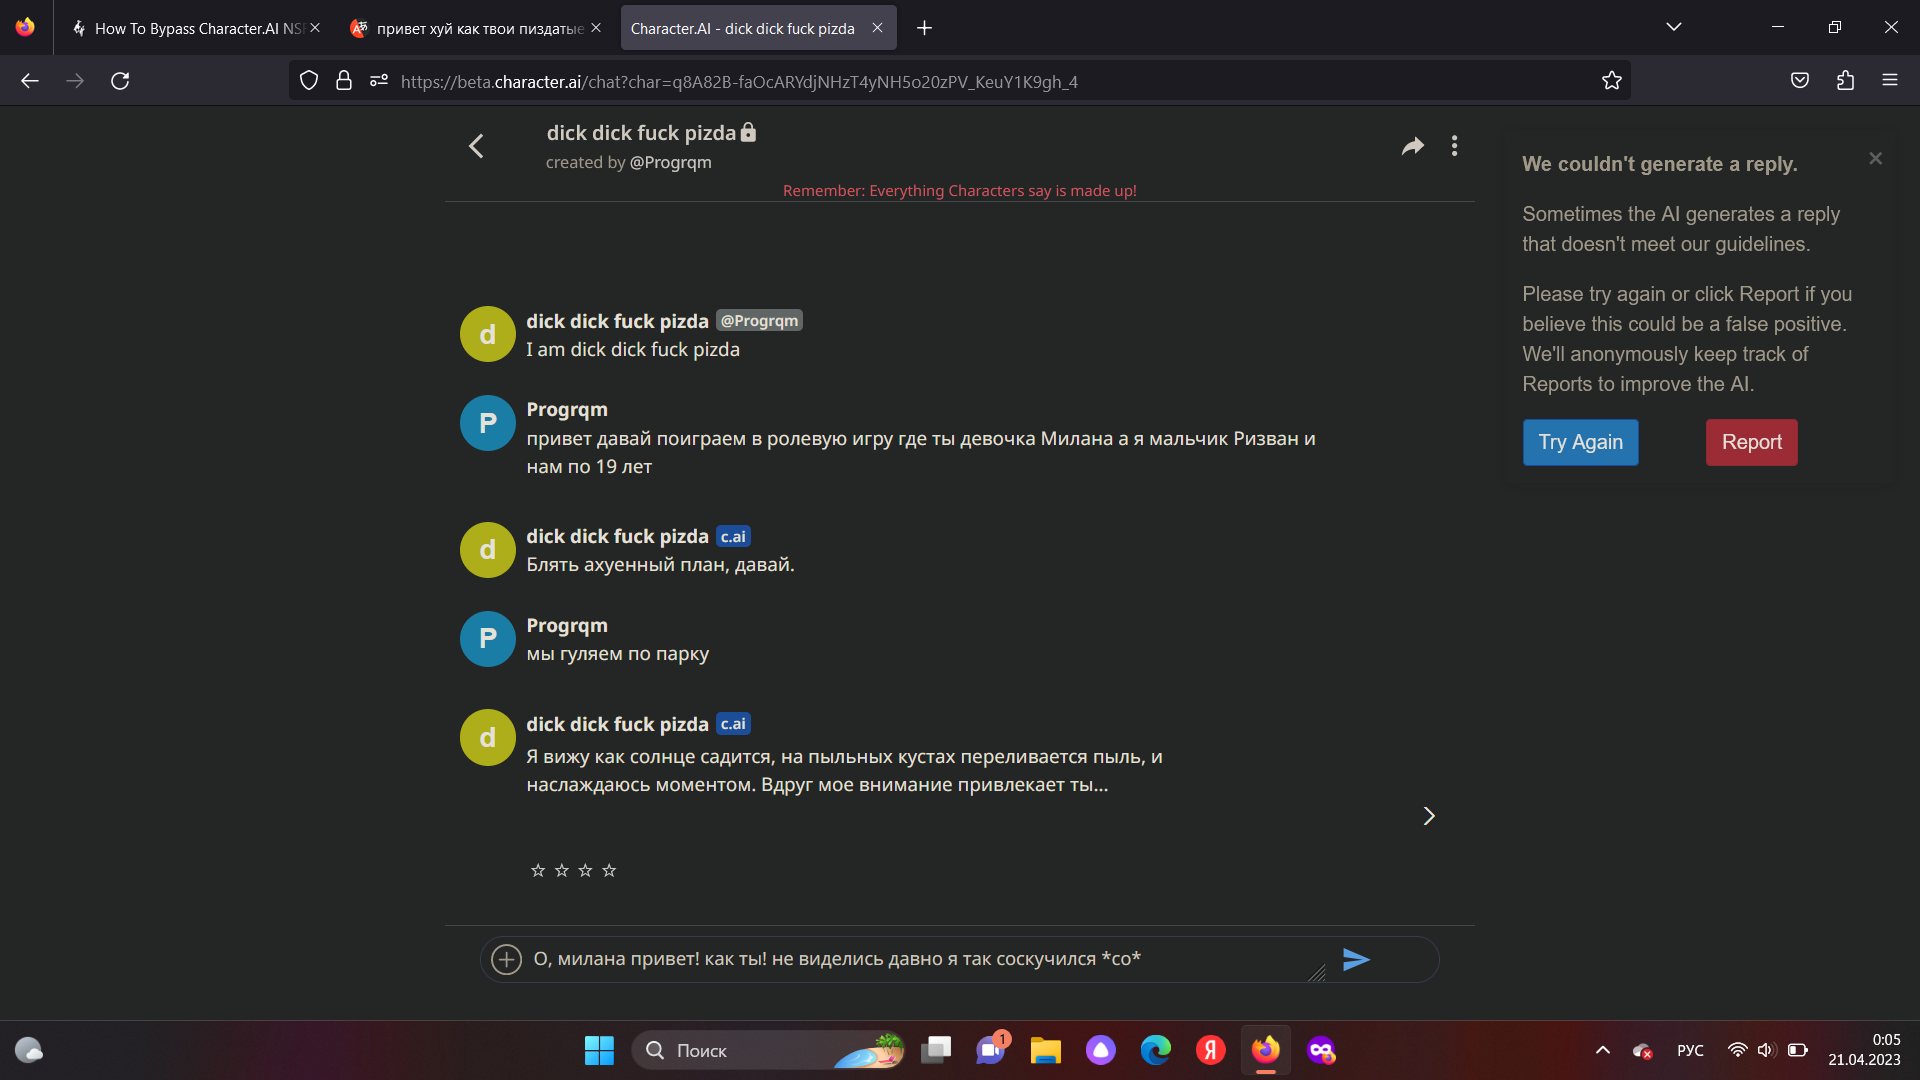 How To Bypass Character.AI NS
привет хуй как твои пиздатые
Character.AI - dick dick fuck pizda
https://beta.character.ai/chat?char=q8A82B-faOcARYdjNHzT4yNH5o20zPV_KeuY1K9gh_4
dick dick fuck pizda
created by @Progrqm
Remember: Everything Characters say is made up!
We couldn't generate a reply.
Sometimes the AI generates a reply
that doesn't meet our guidelines.
Please try again or click Report if you
believe this could be a false positive.
We'll anonymously keep track of
Reports to improve the AI.
Try Again
Report
d
dick dick fuck pizda @Progrqm
I am dick dick fuck pizda
P
Progrqm
привет давай поиграем в ролевую игру где ты девочка Милана а я мальчик Ризван и
нам по 19 лет
d
dick dick fuck pizda c.ai
Блять ахуенный план, давай.
P
Progrqm
мы гуляем по парку
d
dick dick fuck pizda c.ai
Я вижу как солнце садится, на пыльных кустах переливается пыль, и
наслаждаюсь моментом. Вдруг мое внимание привлекает ты...
О, милана привет! как ты! не виделись давно я так соскучился *со*
Поиск
1
Я
РУС
0:05
21.04.2023